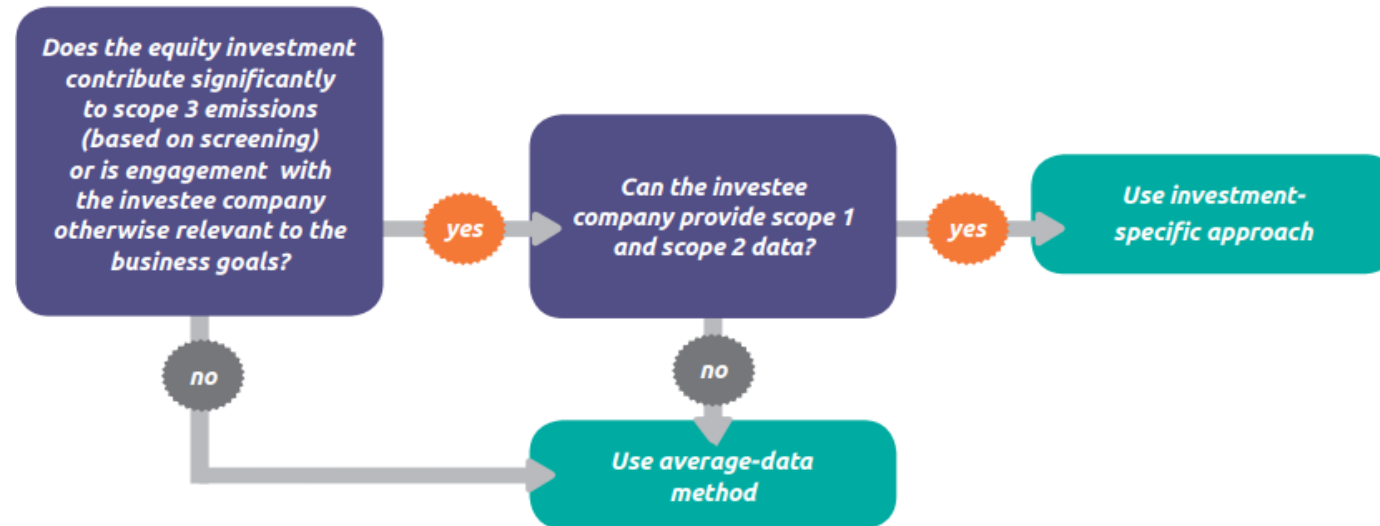 Does the equity investment
contribute significantly
to scope 3 emissions
(based on screening)
or is engagement with
the investee company
otherwise relevant to the
business goals?
yes
Can the investee
company provide scope 1
and scope 2 data?
yes
Use investment-
specific approach
no
no
Use average-data
method